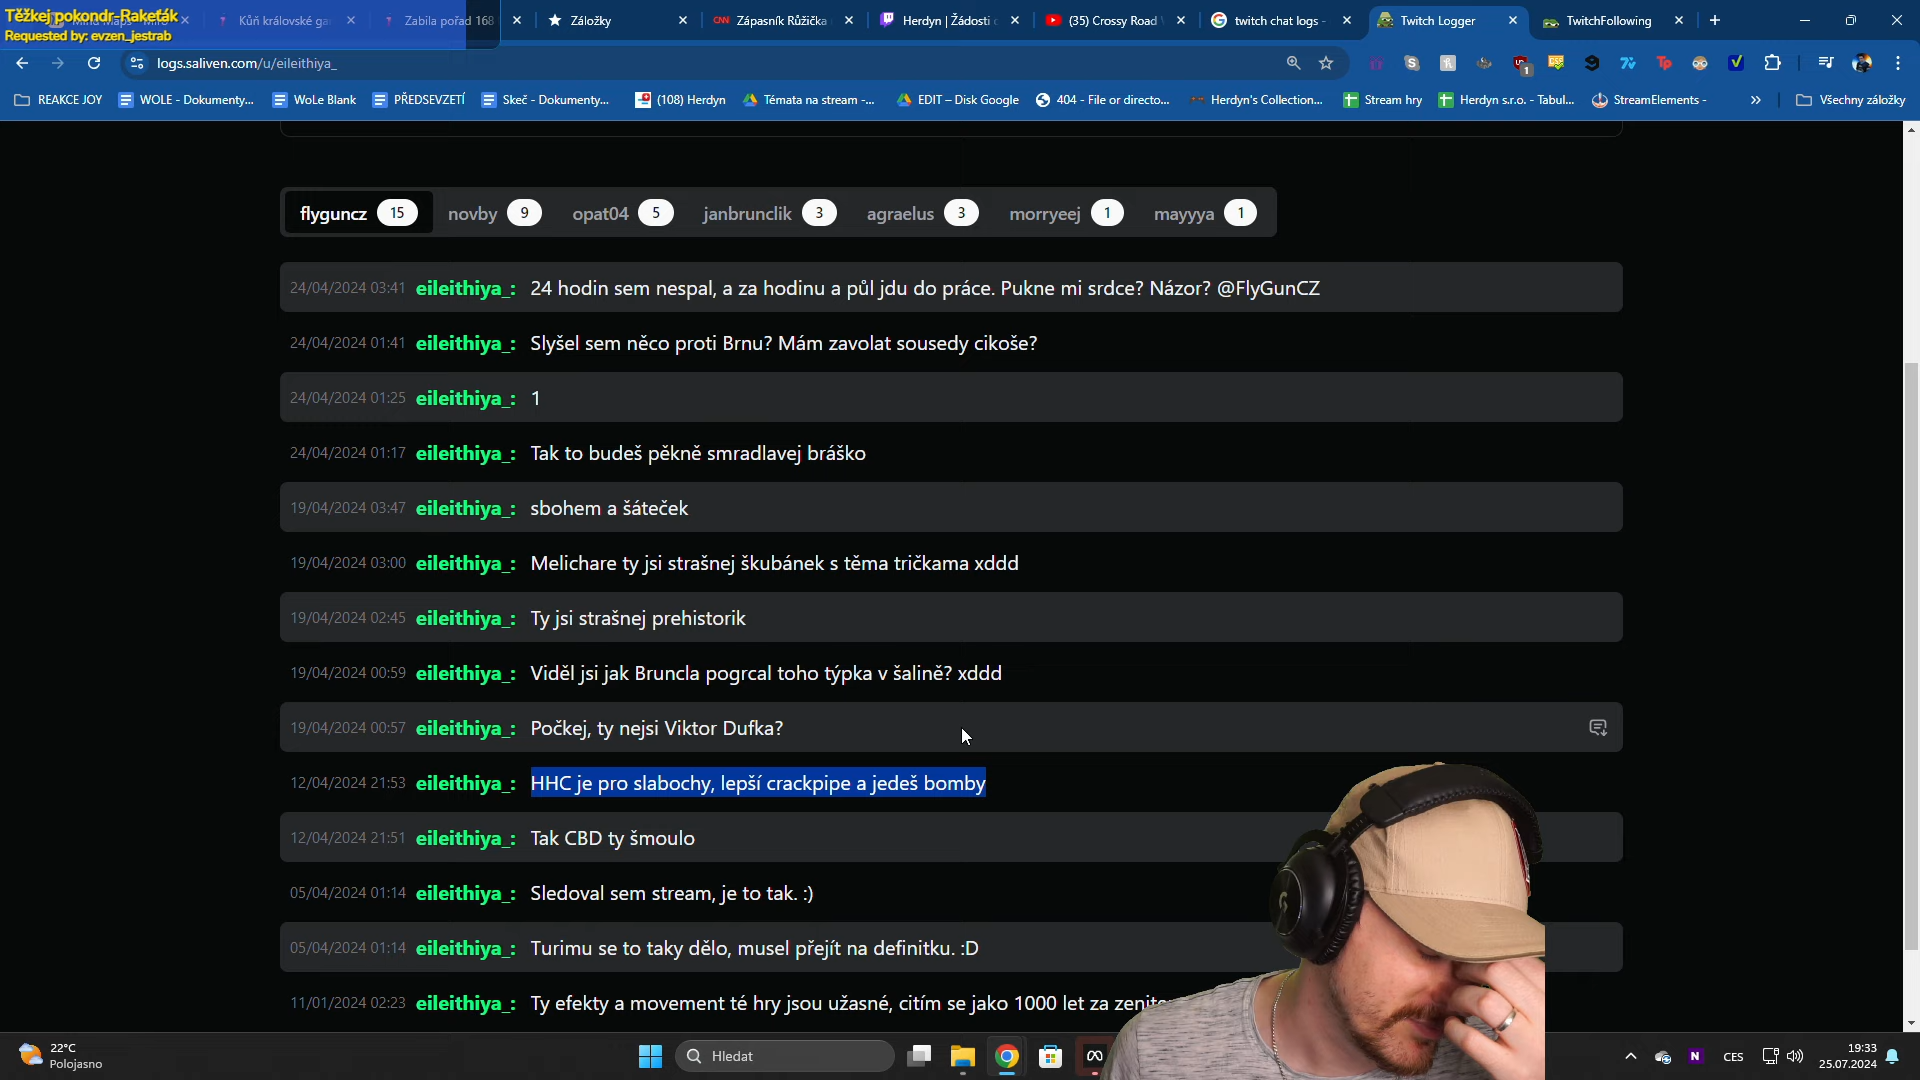 Těžkej pokondr-Raketák
Requested by: evzen_jestrab
Kůň královské ga
Zabila pořad 168
Záložky
Zápasník Růžička
Herdyn | Žádosti o
(35) Crossy Road
twitch chat logs -
Twitch Logger
TwitchFollowing
logs.saliven.com/u/eileithiya_
REAKCE JOY
WOLE - Dokumenty...
WoLe Blank
PŘEDSEVZETÍ
Skeč - Dokumenty...
(108) Herdyn
Témata na stream -...
EDIT – Disk Google
404 - File or directo...
Herdyn's Collection...
Stream hry
Herdyn s.r.o. - Tabul...
StreamElements -
Všechny záložky
flyguncz 15
novby 9
opat04 5
janbrunclik 3
agraelus 3
morryeej 1
mayyya 1
24/04/2024 03:41 eileithiya_: 24 hodin sem nespal, a za hodinu a půl jdu do práce. Pukne mi srdce? Názor? @FlyGunCZ
24/04/2024 01:41 eileithiya_: Slyšel sem něco proti Brnu? Mám zavolat sousedy cikoše?
24/04/2024 01:25 eileithiya_: 1
24/04/2024 01:17 eileithiya_: Tak to budeš pěkně smradlavej bráško
19/04/2024 03:47 eileithiya_: sbohem a šáteček
19/04/2024 03:00 eileithiya_: Melichare ty jsi strašnej škubánek s těma tričkama xddd
19/04/2024 02:45 eileithiya_: Ty jsi strašnej prehistorik
19/04/2024 00:59 eileithiya_: Viděl jsi jak Bruncla pogrcal toho týpka v šalině? xddd
19/04/2024 00:57 eileithiya_: Počkej, ty nejsi Viktor Dufka?
12/04/2024 21:53 eileithiya_: HHC je pro slabochy, lepší crackpipe a jedeš bomby
12/04/2024 21:51 eileithiya_: Tak CBD ty šmoulo
05/04/2024 01:14 eileithiya_: Sledoval sem stream, je to tak. :)
05/04/2024 01:14 eileithiya_: Turimu se to taky dělo, musel přejít na definitku. :D
11/01/2024 02:23 eileithiya_: Ty efekty a movement té hry jsou užasné, citím se jako 1000 let za
22°C
Polojasno
Hledat
CES
19:33
25.07.2024